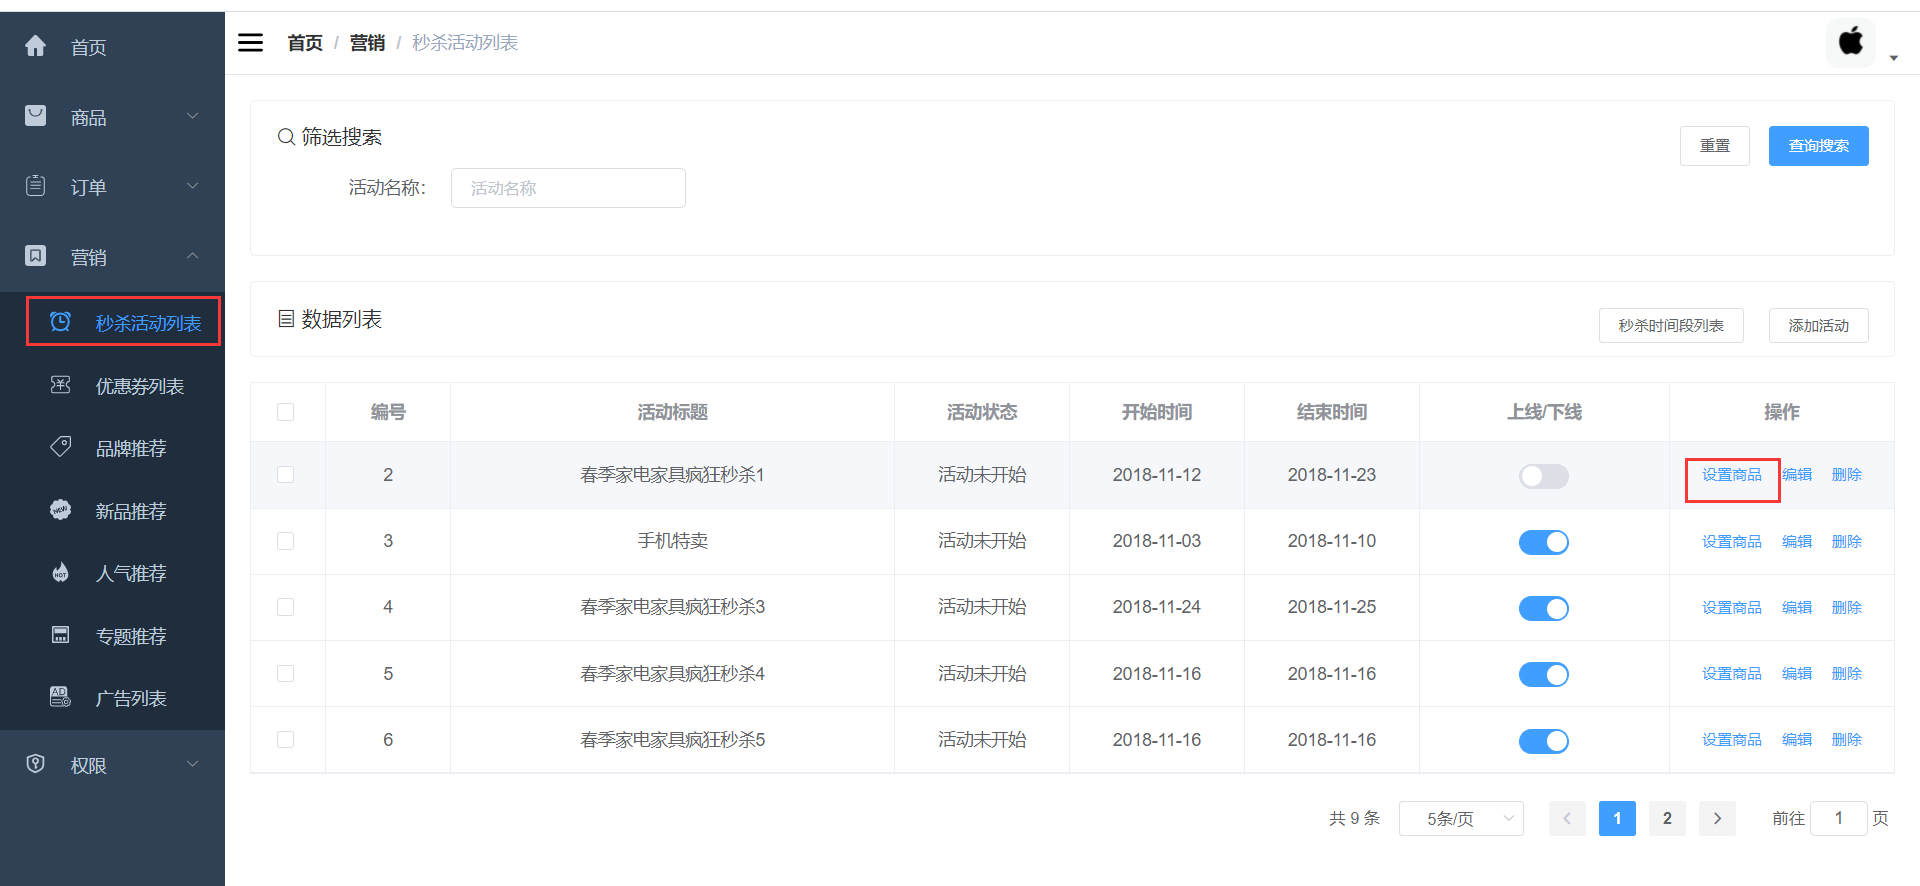 首页
商品
订单
营销
秒杀活动列表
优惠券列表
品牌推荐
新品推荐
人气推荐
专题推荐
广告列表
权限
首页 / 营销 / 秒杀活动列表
筛选搜索
重置 查询搜索
活动名称： 活动名称
数据列表
秒杀时间段列表 添加活动
编号 活动标题 活动状态 开始时间 结束时间 上线/下线 操作
2 春季家电家具疯狂秒杀1 活动未开始 2018-11-12 2018-11-23 设置商品 编辑 删除
3 手机特卖 活动未开始 2018-11-03 2018-11-10 设置商品 编辑 删除
4 春季家电家具疯狂秒杀3 活动未开始 2018-11-24 2018-11-25 设置商品 编辑 删除
5 春季家电家具疯狂秒杀4 活动未开始 2018-11-16 2018-11-16 设置商品 编辑 删除
6 春季家电家具疯狂秒杀5 活动未开始 2018-11-16 2018-11-16 设置商品 编辑 删除
共 9 条 5条/页 1 2 前往 1 页
NEW
HOT
AD